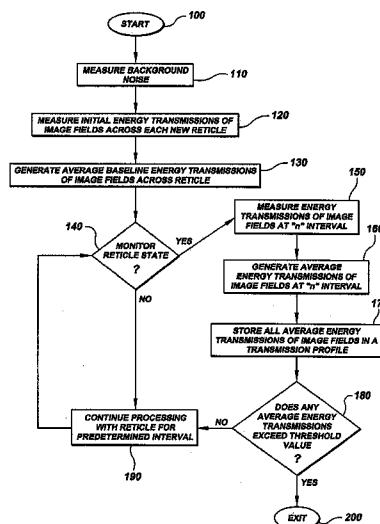 START
100
MEASURE BACKGROUND
NOISE
110
MEASURE INITIAL ENERGY TRANSMISSIONS OF
IMAGE FIELDS ACROSS EACH NEW RETICLE
120
GENERATE AVERAGE BASELINE ENERGY TRANSMISSIONS
OF IMAGE FIELDS ACROSS RETICLE
130
140
MONITOR
RETICLE STATE
?
YES
NO
150
MEASURE ENERGY
TRANSMISSIONS OF IMAGE
FIELDS AT "n" INTERVAL
160
GENERATE AVERAGE
ENERGY TRANSMISSIONS OF
IMAGE FIELDS AT "n" INTERVAL
STORE ALL AVERAGE ENERGY
TRANSMISSIONS OF IMAGE FIELDS IN A
TRANSMISSION PROFILE
180
DOES ANY
AVERAGE ENERGY
TRANSMISSIONS
EXCEED THRESHOLD
VALUE
?
NO
YES
CONTINUE PROCESSING
WITH RETICLE FOR
PREDETERMINED INTERVAL
190
EXIT
200